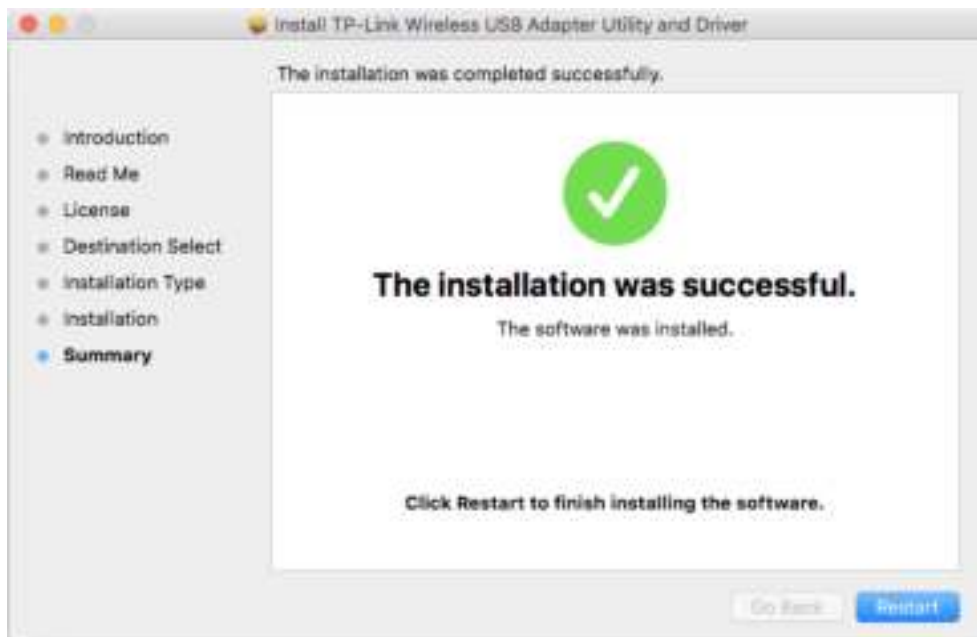 Install TP-Link Wireless USB Adapter Utility and Driver
The installation was completed successfully.
Introduction
Read Me
License
Destination Select
Installation Type
Installation
Summary
The installation was successful.
The software was installed.
Click Restart to finish installing the software.
Go Back
Restart